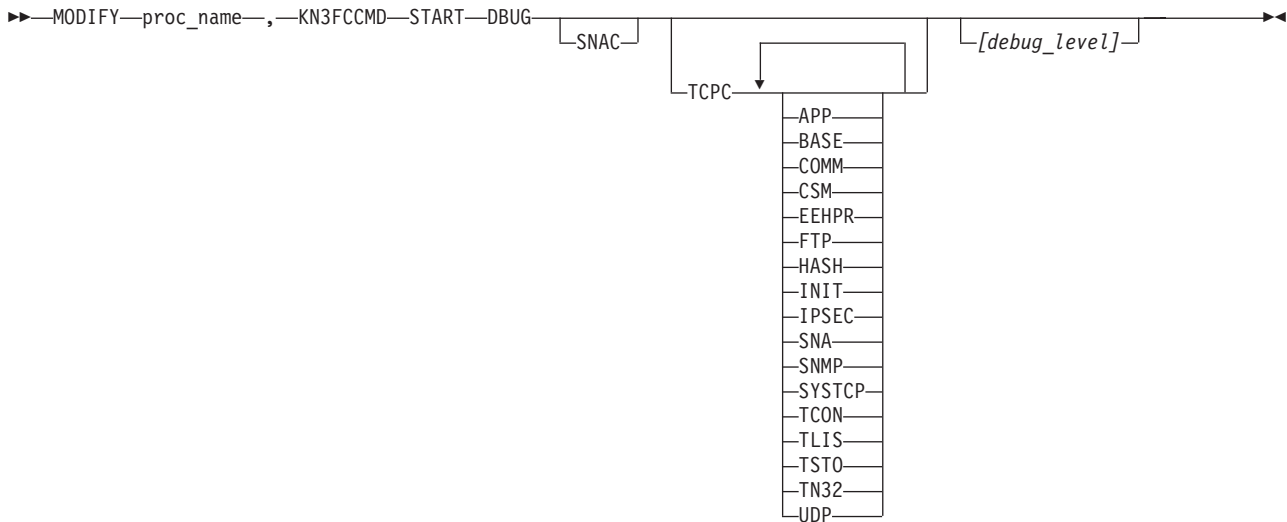 MODIFY proc_name , KN3FCCMD START DBUG
SNAC
[debug_level]
TCPC
APP
BASE
COMM
CSM
EEHPR
FTP
HASH
INIT
IPSEC
SNA
SNMP
SYSTCP
TCON
TLIS
TSTO
TN32
UDP